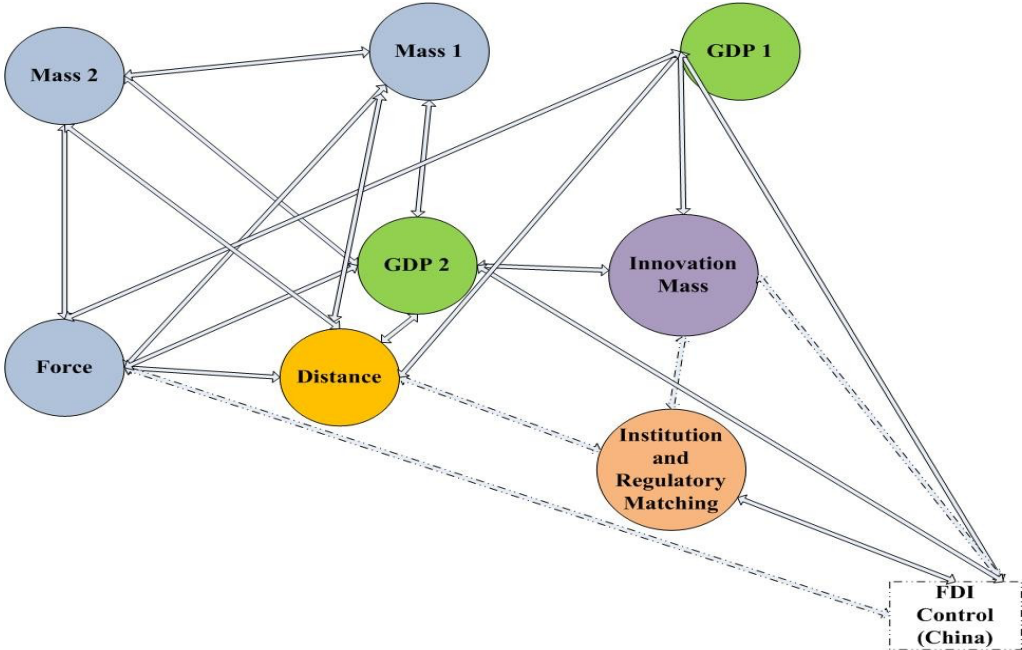 Mass 2
Mass 1
GDP 1
GDP 2
Innovation
Mass
Force
Distance
Institution
and
Regulatory
Matching
FDI
Control
(China)